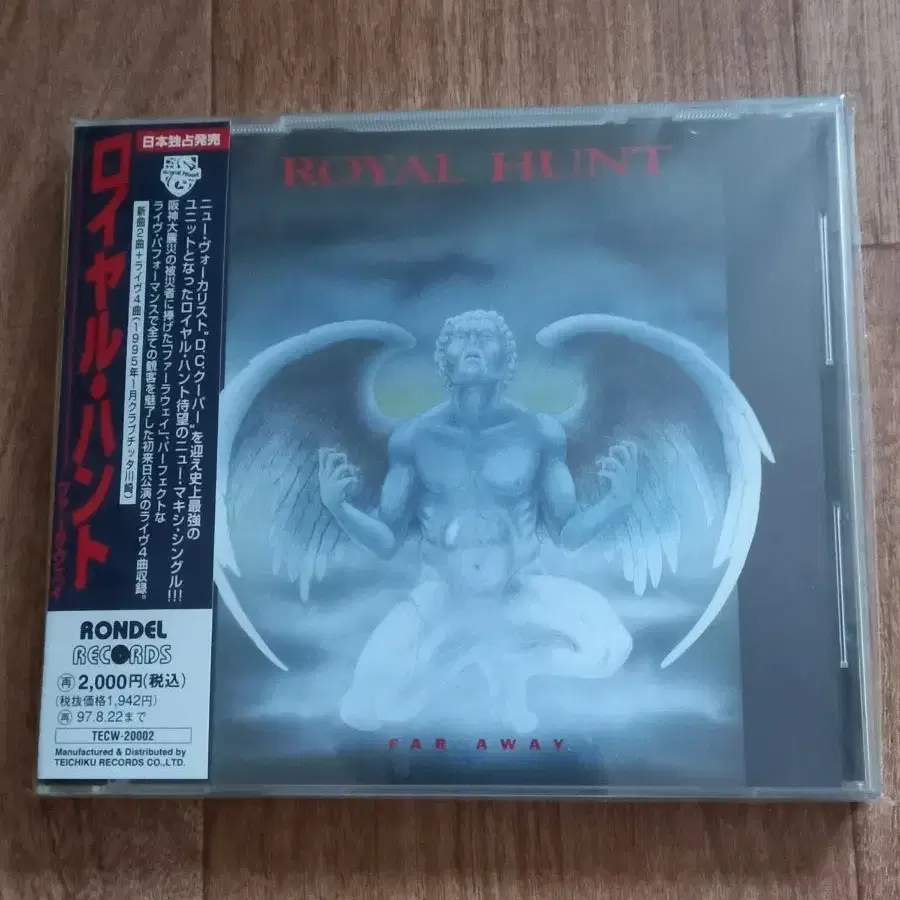 日本独占発売
ロイヤル・ハント
ファーラウェイ
ニュー・ヴォーカリスト"D.C.クーパー"を迎え史上最強の
ユニットとなったロイヤル・ハント待望のニュー・マキシ・シングル!!!
阪神大震災の被災者に捧げた「ファーラウェイ」、パーフェクトな
ライヴ・パフォーマンスで全ての観客を魅了した初来日公演のライヴ4曲収録。
新曲2曲+ライヴ4曲(1995年1月クラブチッタ川崎)
RONDEL
RECORDS
再 2,000円(税込)
(税抜価格1,942円)
再 97.8.22まで
TECW-20002
Manufactured & Distributed by
TEICHIKU RECORDS CO.,LTD.
ROYAL HUNT
FAR AWAY